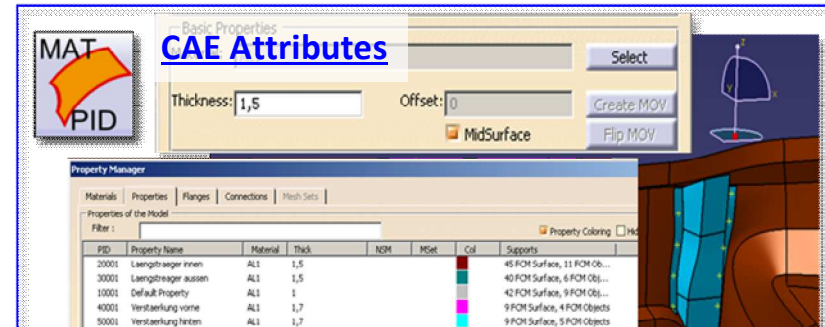 MAT
PID
CAE Attributes
Basic Properties
Select
Thickness: 1,5 Offset: 0 Create MOV
MidSurface Flip MOV
z
y
x
Property Manager
Materials Properties Flanges Connections Mesh Sets
Properties of the Model
Filter : Property Coloring Hid
PID Property Name Material Thick NSM MSet Col Supports
20001 Laengstraeger innen AL1 1,5 45 FCM Surface, 11 FCM Ob...
30001 Laengstraeger aussen AL1 1,5 40 FCM Surface, 6 FCM Obj...
10001 Default Property AL1 1 42 FCM Surface, 9 FCM Obj...
40001 Verstaerkung vorne AL1 1,7 9 FCM Surface, 4 FCM Objects
50001 Verstaerkung hinten AL1 1,7 9 FCM Surface, 5 FCM Objects